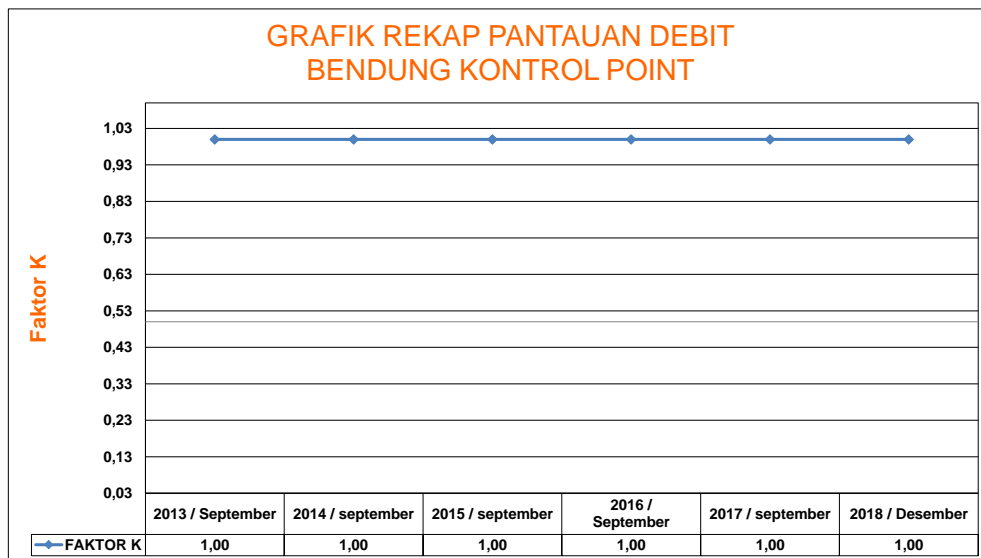 GRAFIK REKAP PANTAUAN DEBIT
BENDUNG KONTROL POINT
Faktor K
1,03
0,93
0,83
0,73
0,63
0,53
0,43
0,33
0,23
0,13
0,03
2013 / September
2014 / september
2015 / september
2016 /
September
2017 / september
2018 / Desember
FAKTOR K
1,00
1,00
1,00
1,00
1,00
1,00